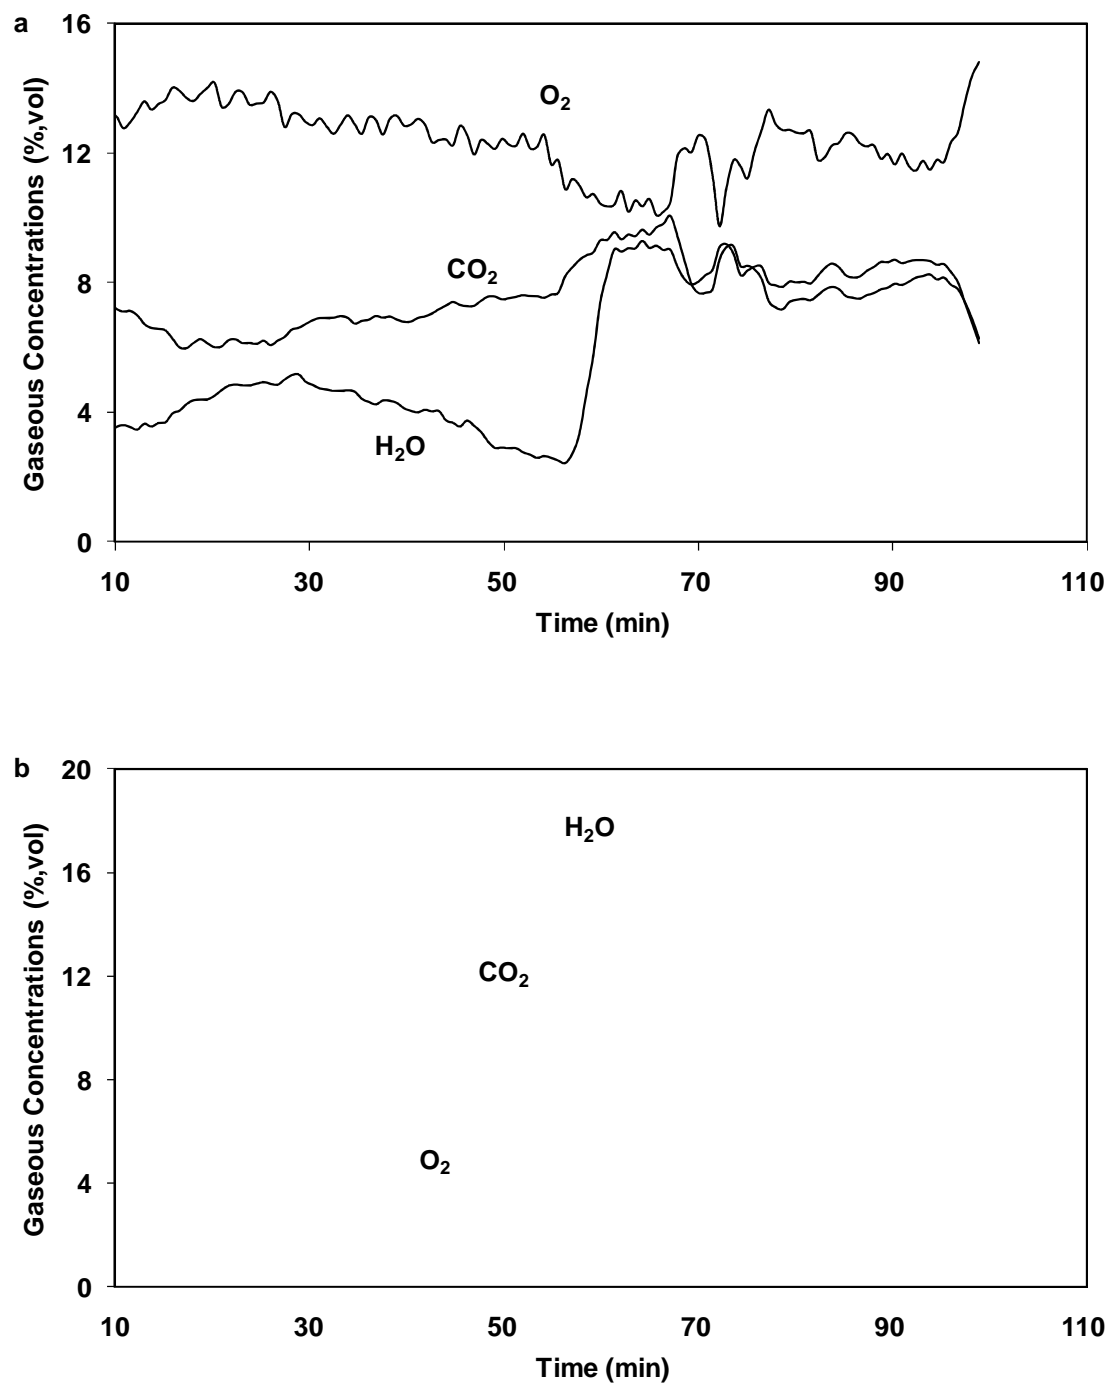 a
16
12
8
4
0
Gaseous Concentrations (%,vol)
O₂
CO₂
H₂O
10 30 50 70 90 110
Time (min)
b
20
16
12
8
4
0
Gaseous Concentrations (%,vol)
H₂O
CO₂
O₂
10 30 50 70 90 110
Time (min)